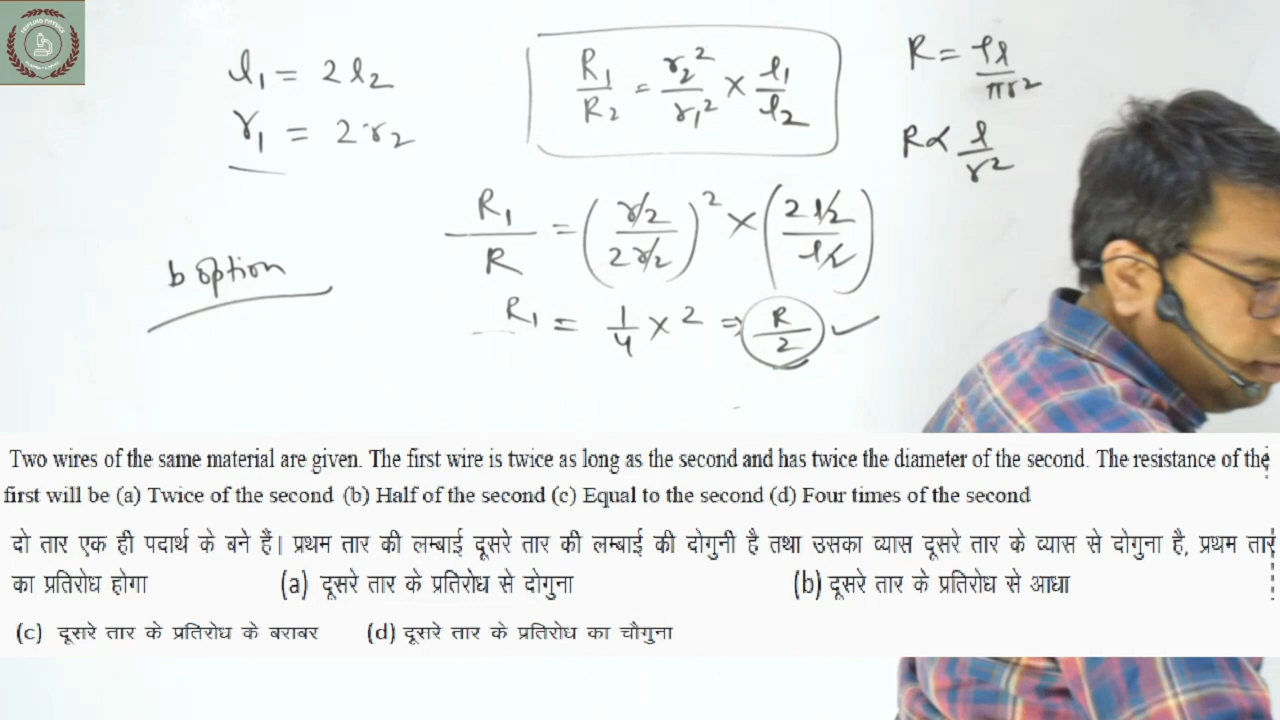 l₁ = 2l₂
r₁ = 2r₂
R₁/R₂ = r₂²/r₁² × l₁/l₂
R = ρl/πr²
R ∝ l/r²
R₁/R = (r₂/2r₂)² × (2l₂/l₂)
b option
R₁ = 1/4 × 2 ⇒ R/2 ✓
Two wires of the same material are given. The first wire is twice as long as the second and has twice the diameter of the second. The resistance of the
first will be (a) Twice of the second (b) Half of the second (c) Equal to the second (d) Four times of the second
दो तार एक ही पदार्थ के बने हैं। प्रथम तार की लम्बाई दूसरे तार की लम्बाई की दोगुनी है तथा उसका व्यास दूसरे तार के व्यास से दोगुना है, प्रथम तार
का प्रतिरोध होगा (a) दूसरे तार के प्रतिरोध से दोगुना (b) दूसरे तार के प्रतिरोध से आधा
(c) दूसरे तार के प्रतिरोध के बराबर (d) दूसरे तार के प्रतिरोध का चौगुना